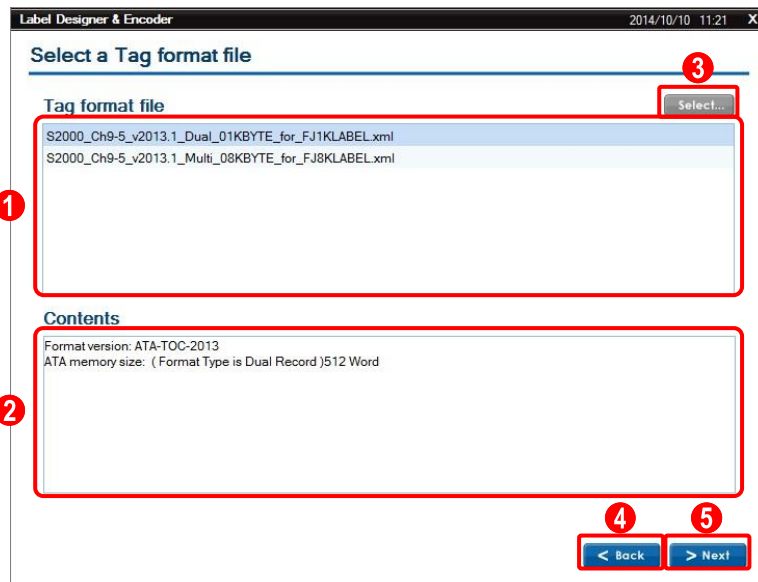 Label Designer & Encoder 2014/10/10 11:21 X
Select a Tag format file
3
Tag format file Select...
S2000_Ch9-5_v2013.1_Dual_01KBYTE_for_FJ1KLABEL.xml
S2000_Ch9-5_v2013.1_Multi_08KBYTE_for_FJ8KLABEL.xml
1
Contents
Format version: ATA-TOC-2013
ATA memory size: ( Format Type is Dual Record )512 Word
2
4 5
< Back > Next